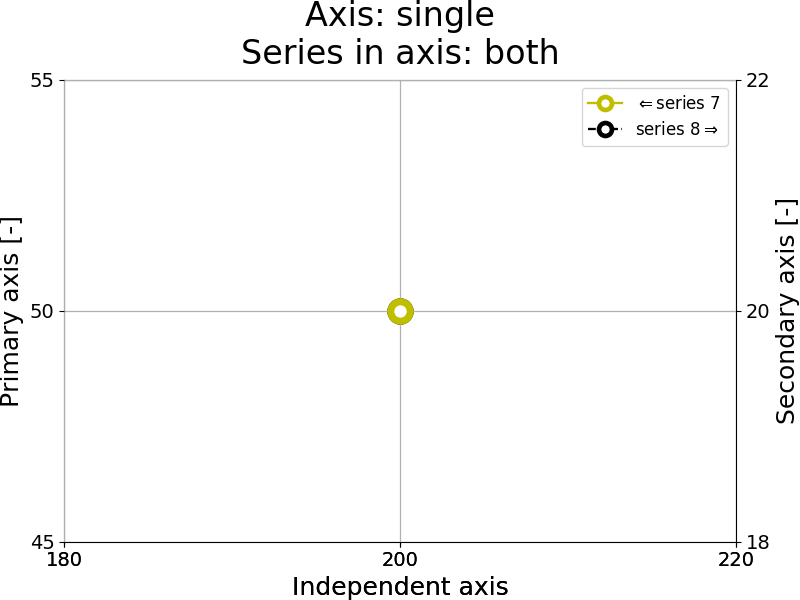 Axis: single
Series in axis: both
55
22
⇐series 7
series 8⇒
Primary axis [-]
Secondary axis [-]
50
20
45
18
180
200
220
Independent axis